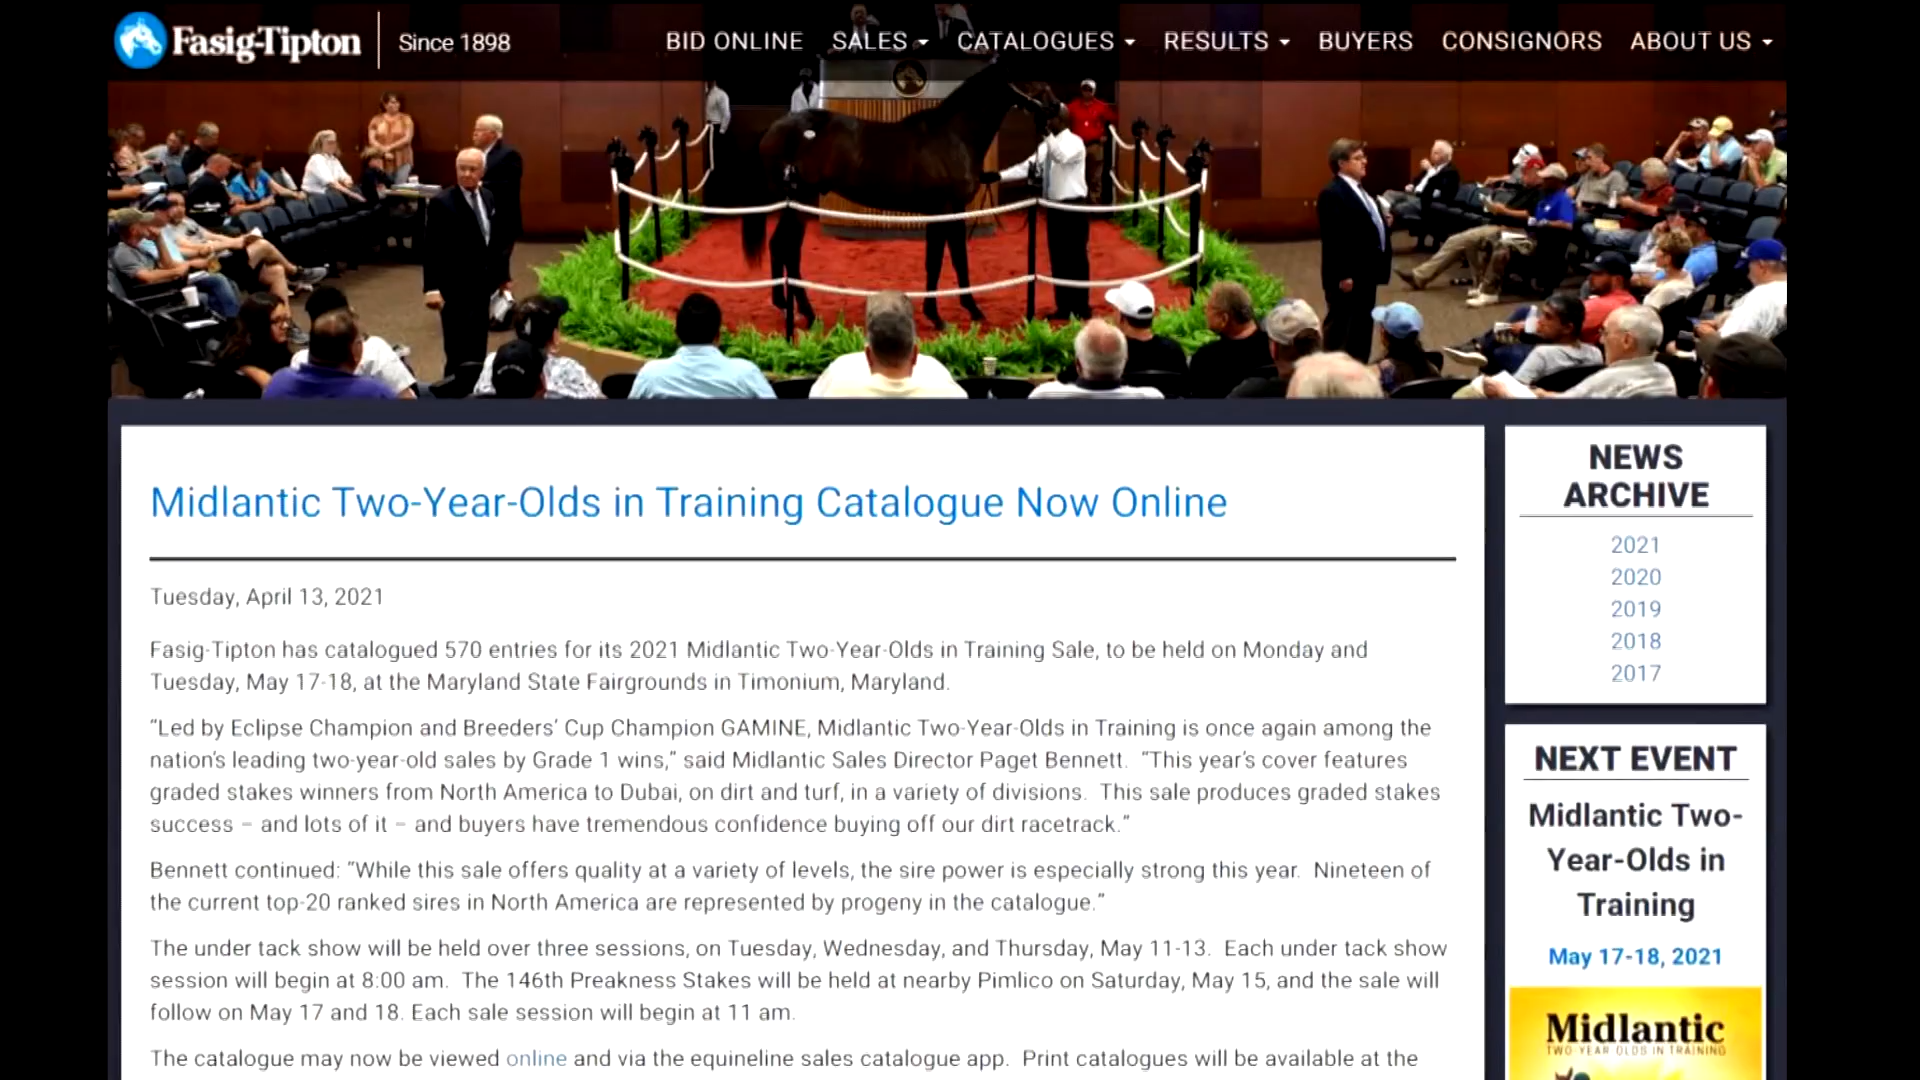 Fasig-Tipton
Since 1898
BID ONLINE SALES CATALOGUES RESULTS BUYERS CONSIGNORS ABOUT US
Midlantic Two-Year-Olds in Training Catalogue Now Online
Tuesday, April 13, 2021
Fasig-Tipton has catalogued 570 entries for its 2021 Midlantic Two-Year-Olds in Training Sale, to be held on Monday and
Tuesday, May 17-18, at the Maryland State Fairgrounds in Timonium, Maryland.
“Led by Eclipse Champion and Breeders’ Cup Champion GAMINE, Midlantic Two-Year-Olds in Training is once again among the
nation’s leading two-year-old sales by Grade 1 wins,” said Midlantic Sales Director Paget Bennett.  “This year’s cover features
graded stakes winners from North America to Dubai, on dirt and turf, in a variety of divisions.  This sale produces graded stakes
success – and lots of it – and buyers have tremendous confidence buying off our dirt racetrack.”
Bennett continued: “While this sale offers quality at a variety of levels, the sire power is especially strong this year.  Nineteen of
the current top-20 ranked sires in North America are represented by progeny in the catalogue.”
The under tack show will be held over three sessions, on Tuesday, Wednesday, and Thursday, May 11-13.  Each under tack show
session will begin at 8:00 am.  The 146th Preakness Stakes will be held at nearby Pimlico on Saturday, May 15, and the sale will
follow on May 17 and 18. Each sale session will begin at 11 am.
The catalogue may now be viewed online and via the equineline sales catalogue app.  Print catalogues will be available at the
NEWS
ARCHIVE
2021
2020
2019
2018
2017
NEXT EVENT
Midlantic Two-
Year-Olds in
Training
May 17-18, 2021
Midlantic
TWO-YEAR-OLDS IN TRAINING